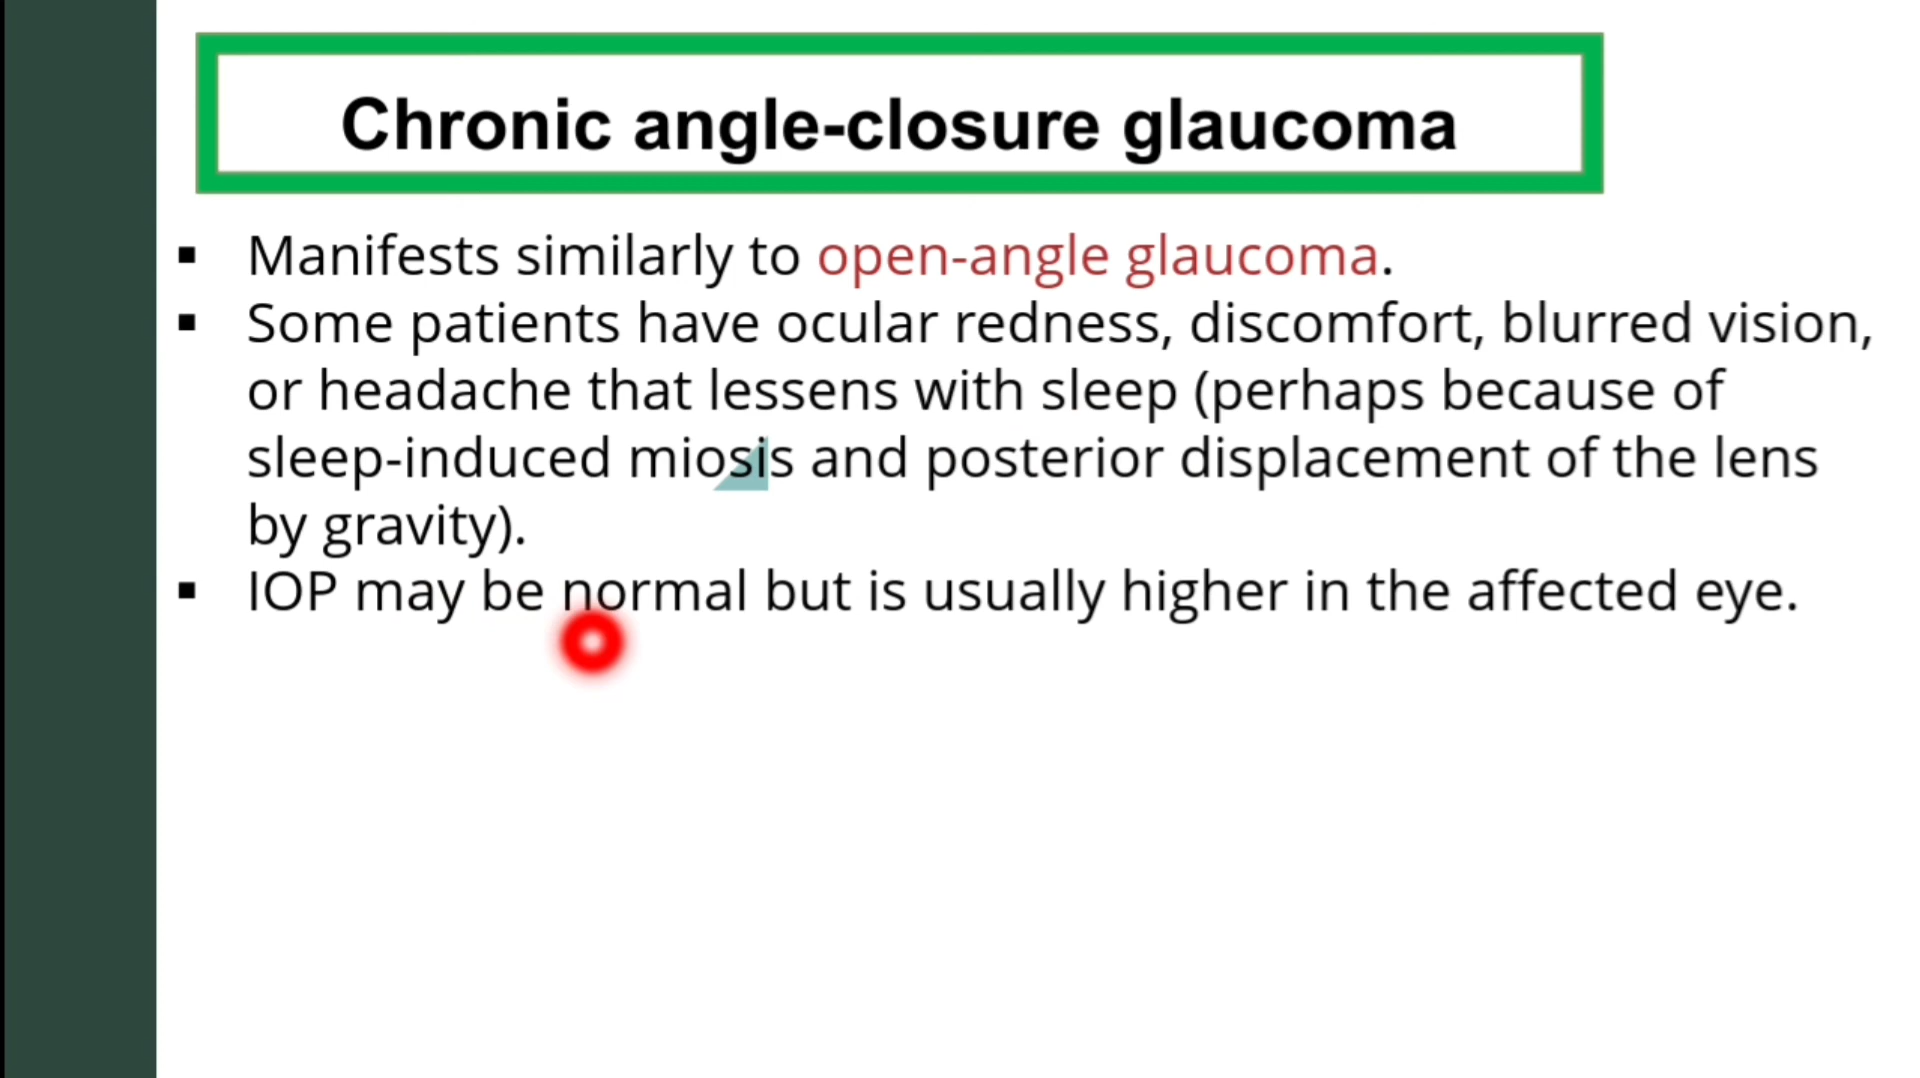 Chronic angle-closure glaucoma
▪ Manifests similarly to open-angle glaucoma.
▪ Some patients have ocular redness, discomfort, blurred vision,
or headache that lessens with sleep (perhaps because of
sleep-induced miosis and posterior displacement of the lens
by gravity).
▪ IOP may be normal but is usually higher in the affected eye.